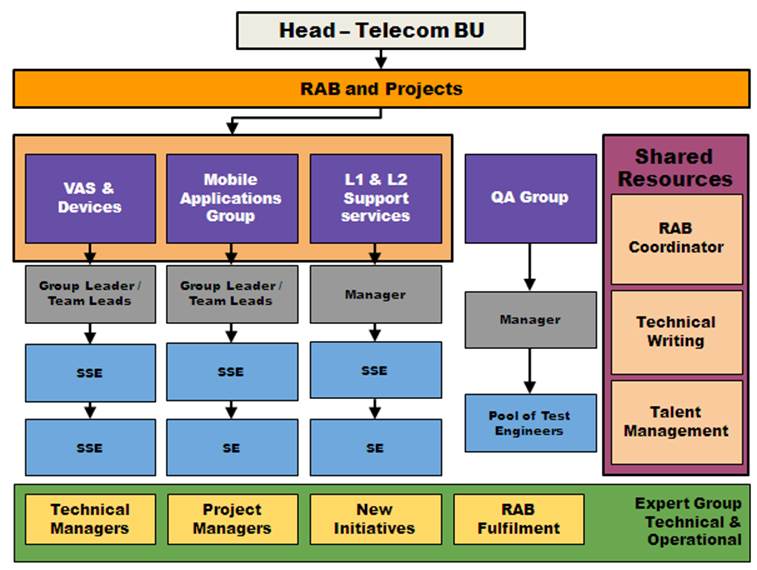 Head – Telecom BU
RAB and Projects
VAS &
Devices
Mobile
Applications
Group
L1 & L2
Support
services
QA Group
Shared
Resources
RAB
Coordinator
Technical
Writing
Talent
Management
Group Leader /
Team Leads
Group Leader /
Team Leads
Manager
Manager
SSE
SSE
SSE
Pool of Test
Engineers
SSE
SE
SE
Technical
Managers
Project
Managers
New
Initiatives
RAB
Fulfilment
Expert Group
Technical &
Operational